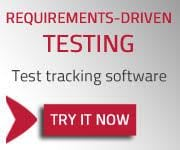 REQUIREMENTS-DRIVEN
TESTING
Test tracking software
TRY IT NOW